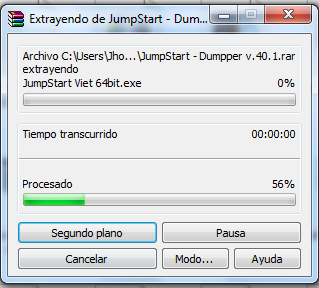 Extrayendo de JumpStart - Dum...
Archivo C:\Users\Jho...\JumpStart - Dumpper v.40.1.rar
extrayendo
JumpStart Viet 64bit.exe 0%
Tiempo transcurrido 00:00:00
Procesado 56%
Segundo plano Pausa
Cancelar Modo... Ayuda